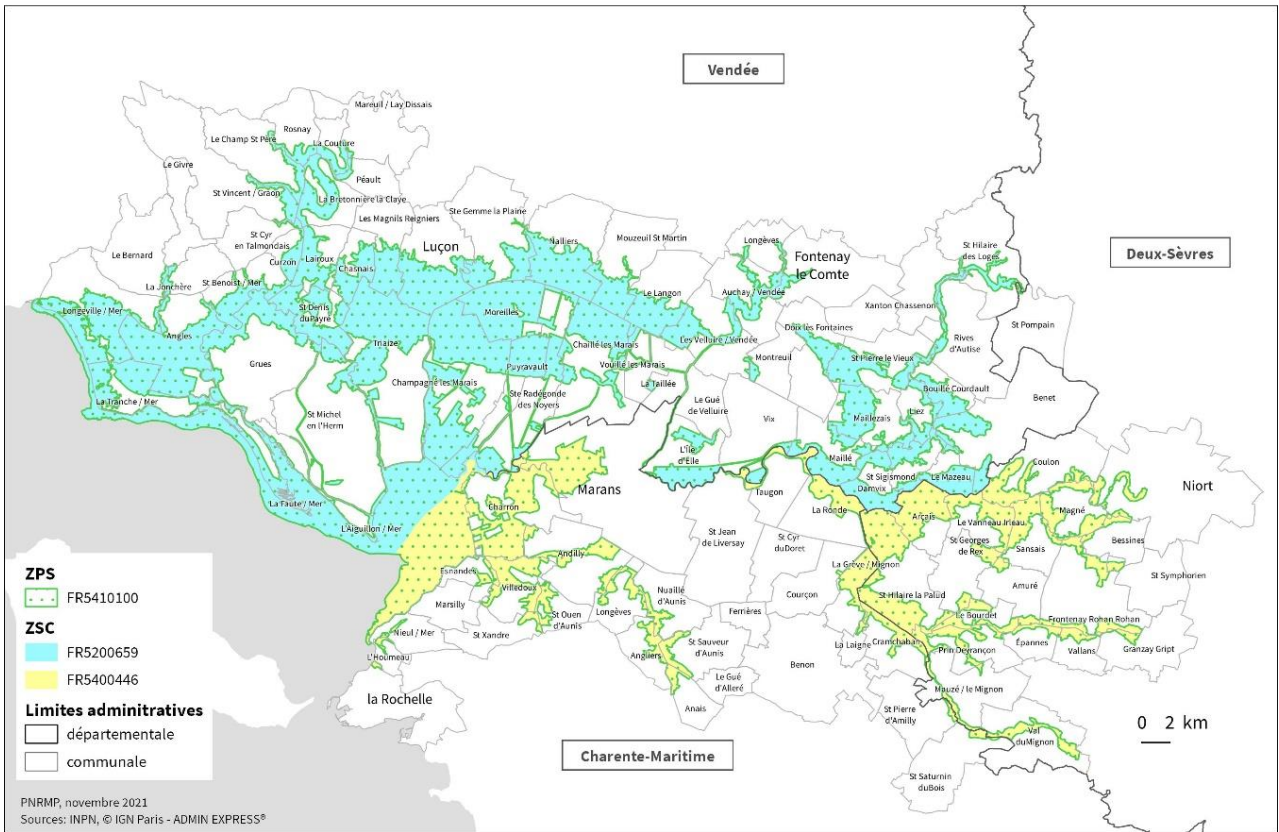 Vendée
Deux-Sèvres
Charente-Maritime
Mareuil / Lay Dissais
Rosnay
Le Champ St Père
La Couture
Le Givre
Péault
St Vincent / Graon
La Bretonnière la Claye
Les Magnils Reigniers
Ste Gemme la Plaine
St Cyr
en Talmondais
Luçon
Nalliers
Mouzeuil St Martin
Longèves
Fontenay
le Comte
St Hilaire
des Loges
Le Bernard
Curzon
Lairoux
Chasnais
La Jonchère
St Benoist / Mer
Le Langon
Auchay / Vendée
Xanton Chassenon
Longeville / Mer
St Denis
duPayré
Moreilles
Doix lès Fontaines
St Pompain
Angles
Triaize
Chaillé les Marais
Les Velluire / Vendée
Rives
d'Autise
Grues
Vouillé les Marais
Montreuil
St Pierre le Vieux
Puyravault
Champagné les Marais
La Taillée
Bouillé Courdault
Benet
La Tranche / Mer
Ste Radégonde
des Noyers
Le Gué
de Velluire
St Michel
en l'Herm
Vix
Maillezais
Liez
L'Île
d'Elle
Maillé
St Sigismond
Le Mazeau
Coulon
Damvix
Niort
Marans
Taugon
La Faute / Mer
Charron
La Ronde
Arçais
Magné
L'Aiguillon / Mer
Le Vanneau Irleau
St Jean
de Liversay
St Cyr
duDoret
St Georges
de Rex
Sansais
Bessines
Andilly
Esnandes
Villedoux
La Grève / Mignon
St Symphorien
Amuré
Marsilly
Nuaillé
d'Aunis
Courçon
St Hilaire la Palud
St Ouen
d'Aunis
Longèves
Ferrières
Le Bourdet
Frontenay Rohan Rohan
Nieul / Mer
St Xandre
St Sauveur
d'Aunis
La Laigne
Cramchaban
Prin Deyrançon
Épannes
Vallans
Granzay Gript
L'Houmeau
Angliers
Benon
Le Gué
d'Alleré
Mauzé / le Mignon
la Rochelle
Anais
St Pierre
d'Amilly
Val
duMignon
St Saturnin
duBois
0 2 km
ZPS
FR5410100
ZSC
FR5200659
FR5400446
Limites adminitratives
départementale
communale
PNRMP, novembre 2021
Sources: INPN, © IGN Paris - ADMIN EXPRESS®